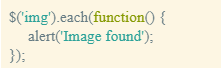 $('img').each(function() {
     alert('Image found');
});